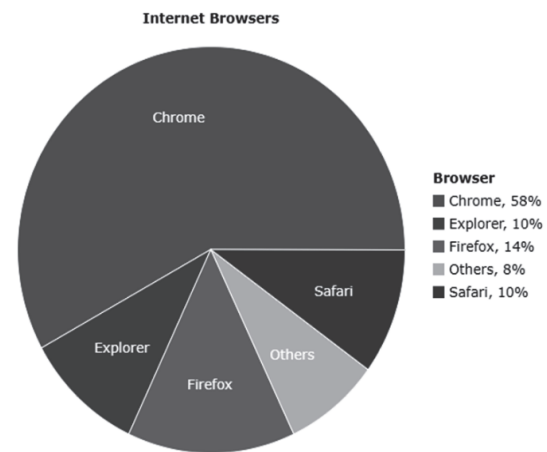 Internet Browsers
Chrome
Safari
Explorer
Others
Firefox
Browser
Chrome, 58%
Explorer, 10%
Firefox, 14%
Others, 8%
Safari, 10%